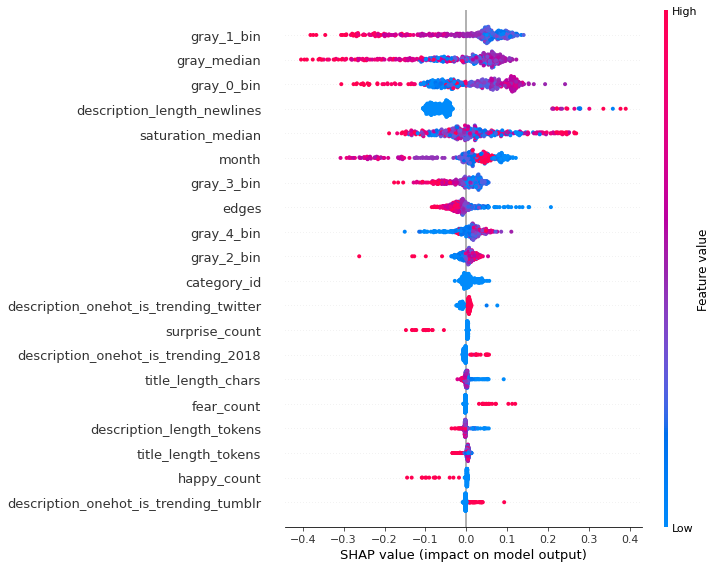 High
gray_1_bin
gray_median
gray_0_bin
description_length_newlines
saturation_median
month
gray_3_bin
edges
gray_4_bin
gray_2_bin
category_id
description_onehot_is_trending_twitter
surprise_count
description_onehot_is_trending_2018
title_length_chars
fear_count
description_length_tokens
title_length_tokens
happy_count
description_onehot_is_trending_tumblr
Feature value
Low
−0.4 −0.3 −0.2 −0.1 0.0 0.1 0.2 0.3 0.4
SHAP value (impact on model output)